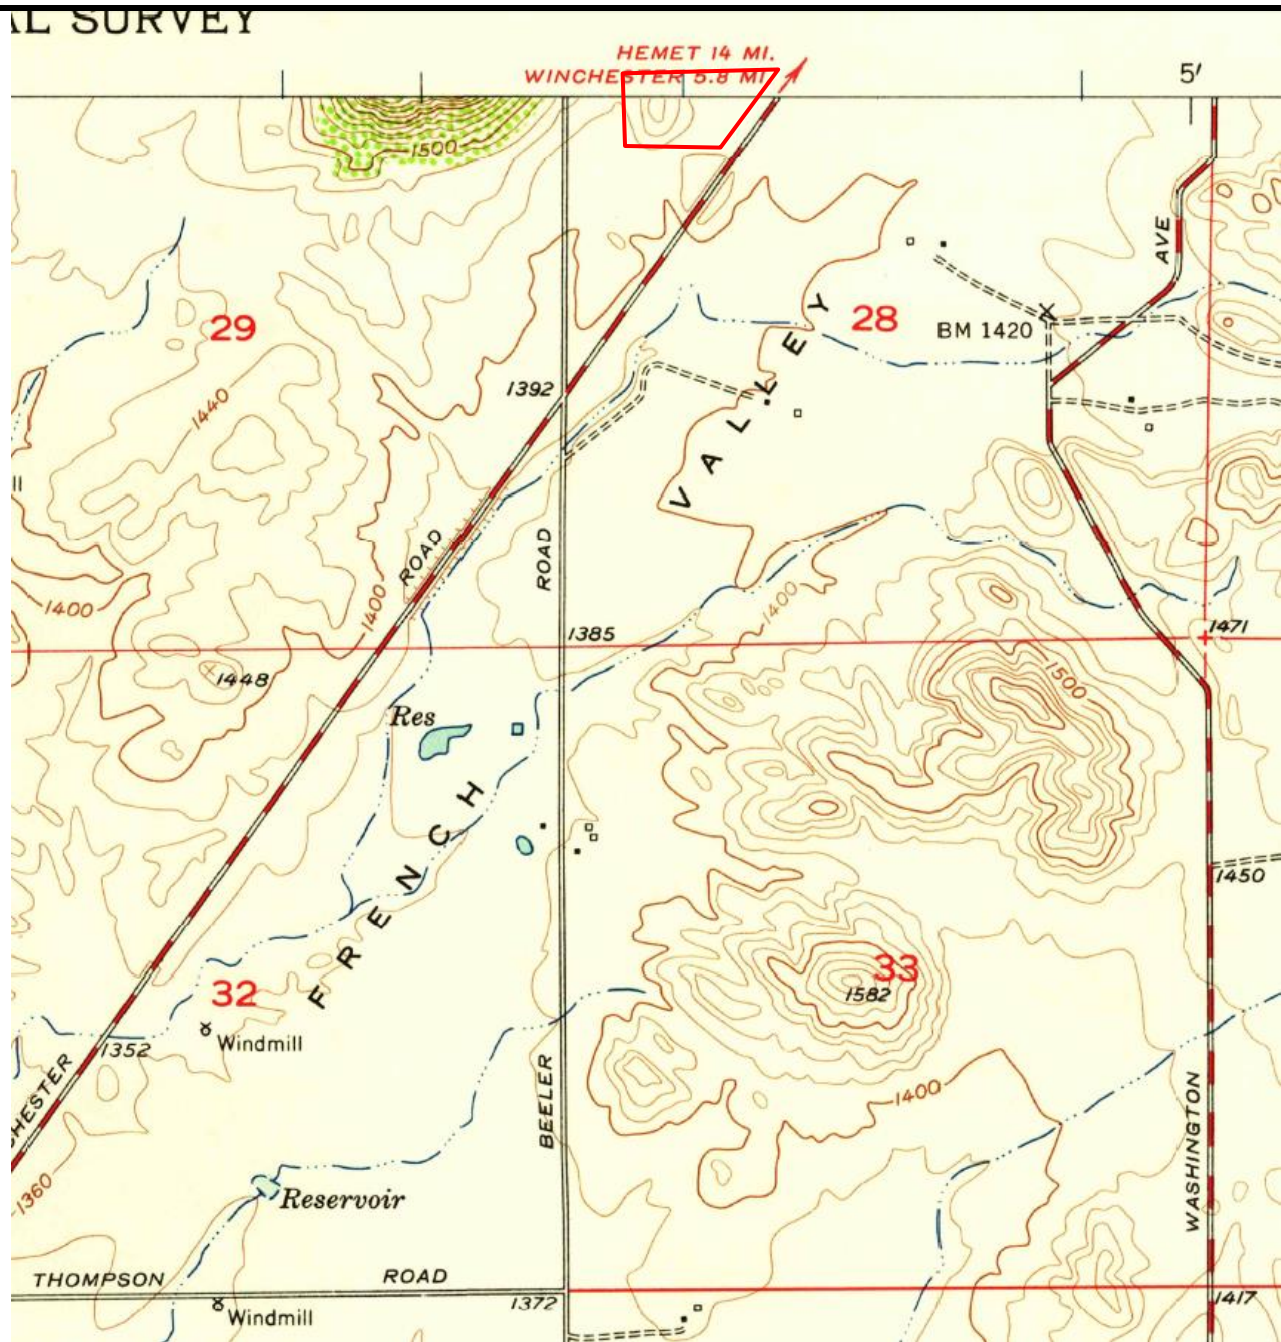 AL SURVEY
HEMET 14 MI.
WINCHESTER 5.8 MI.
5'
1500
AVE
29
28
BM 1420
VALLEY
1392
1440
ROAD
ROAD
1400
1400
1400
1385
1471
1448
1500
Res
FRENCH
1450
32
33
1582
Windmill
1352
CHESTER
BEELER
1400
WASHINGTON
1360
Reservoir
THOMPSON ROAD
1372
1417
Windmill